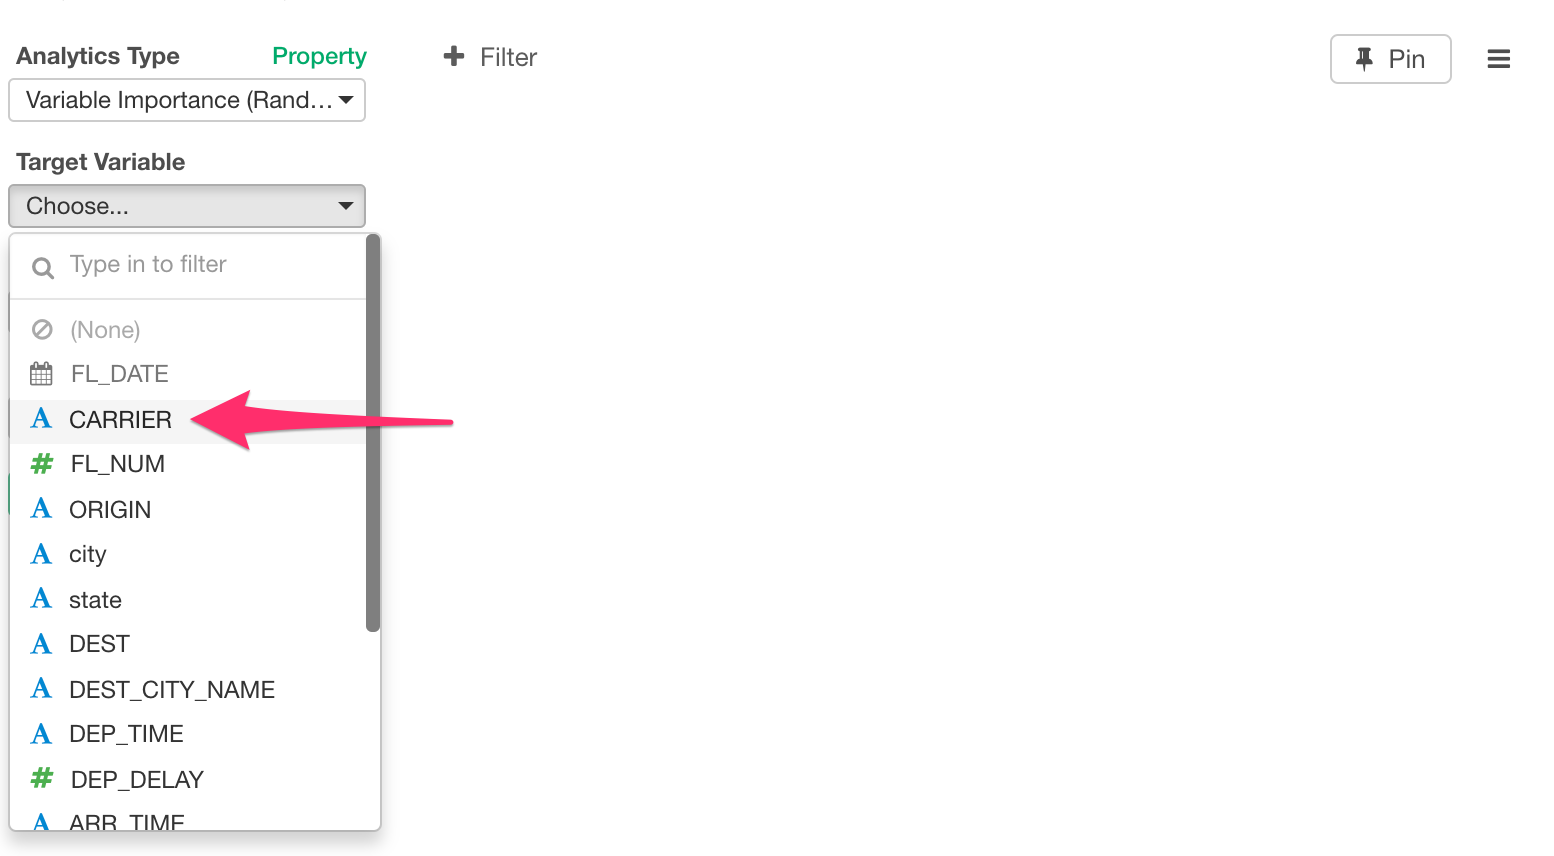 Analytics Type Property + Filter Pin
Variable Importance (Rand...
Target Variable
Choose...
Type in to filter
(None)
FL_DATE
A CARRIER
# FL_NUM
A ORIGIN
A city
A state
A DEST
A DEST_CITY_NAME
A DEP_TIME
# DEP_DELAY
A ARR_TIME